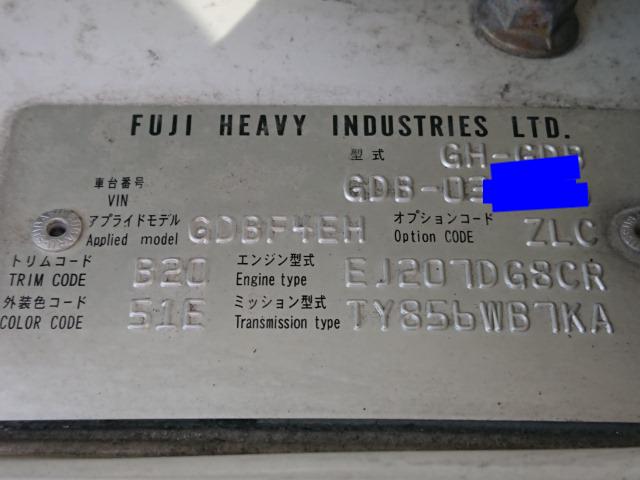 FUJI HEAVY INDUSTRIES LTD.
型式 GH-GDB
車台番号 GDB-03
VIN
アプライドモデル GDBF4EH オプションコード ZLC
Applied model Option CODE
トリムコード B20 エンジン型式 EJ207DG8CR
TRIM CODE Engine type
外装色コード 51E ミッション型式 TY856WB7KA
COLOR CODE Transmission type